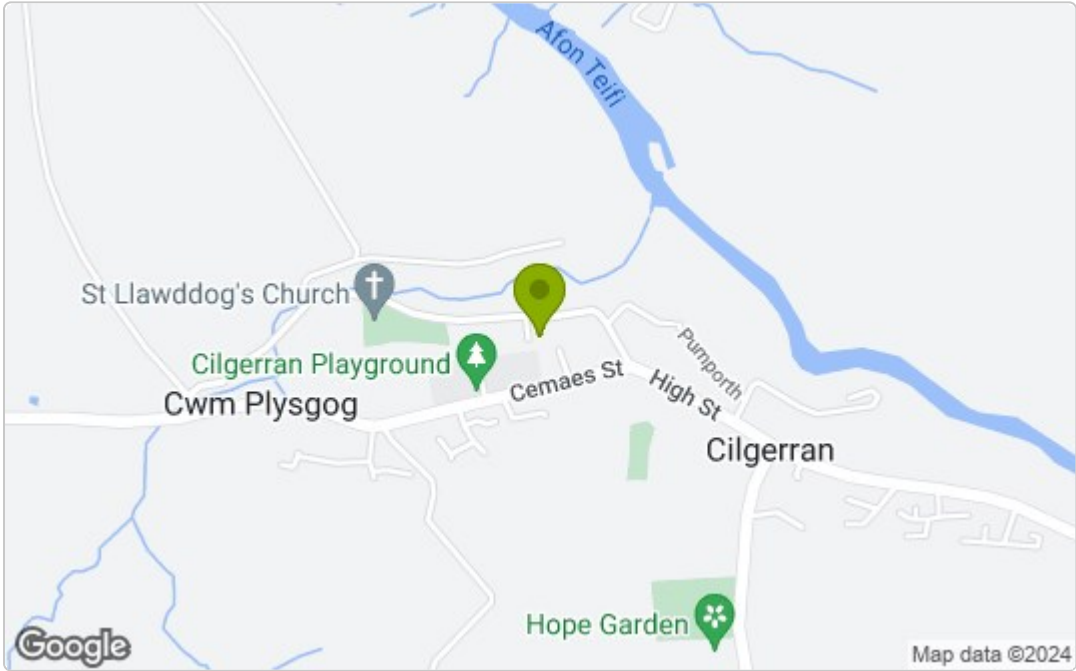 Afon Teifi
St Llawddog's Church
Cilgerran Playground
Pumporth
Cemaes St
High St
Cwm Plysgog
Cilgerran
Hope Garden
Google
Map data ©2024